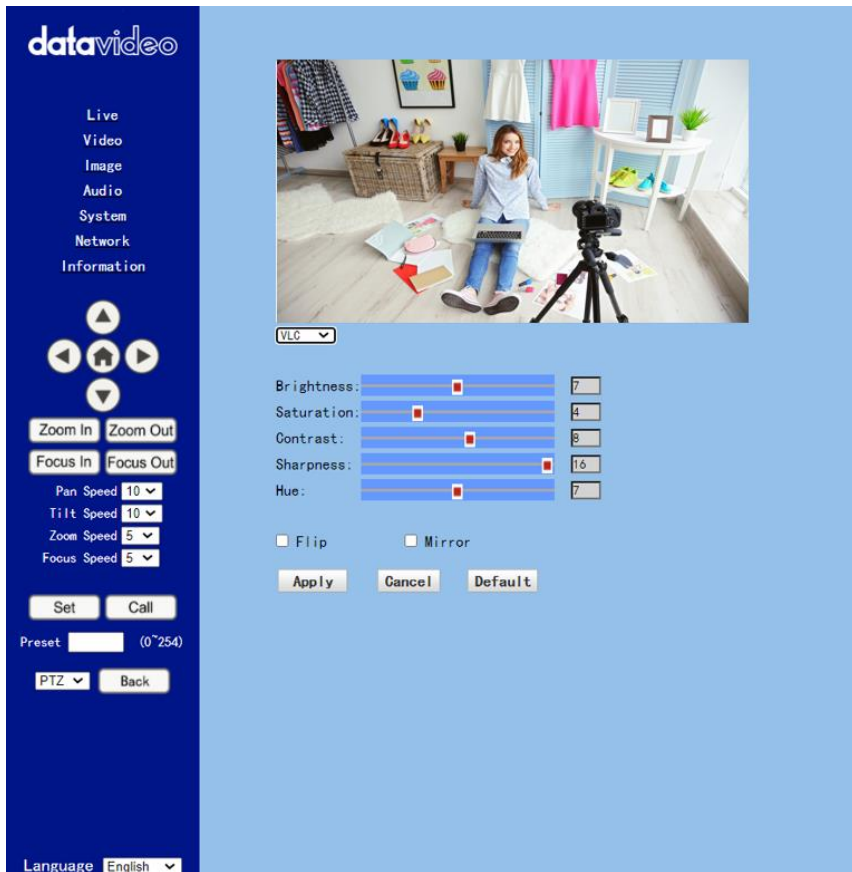 datavideo
Live
Video
Image
Audio
System
Network
Information
Zoom In Zoom Out
Focus In Focus Out
Pan Speed 10
Tilt Speed 10
Zoom Speed 5
Focus Speed 5
Set Call
Preset (0~254)
PTZ Back
Language English
VLC
Brightness: 7
Saturation: 4
Contrast: 8
Sharpness: 16
Hue: 7
Flip Mirror
Apply Cancel Default